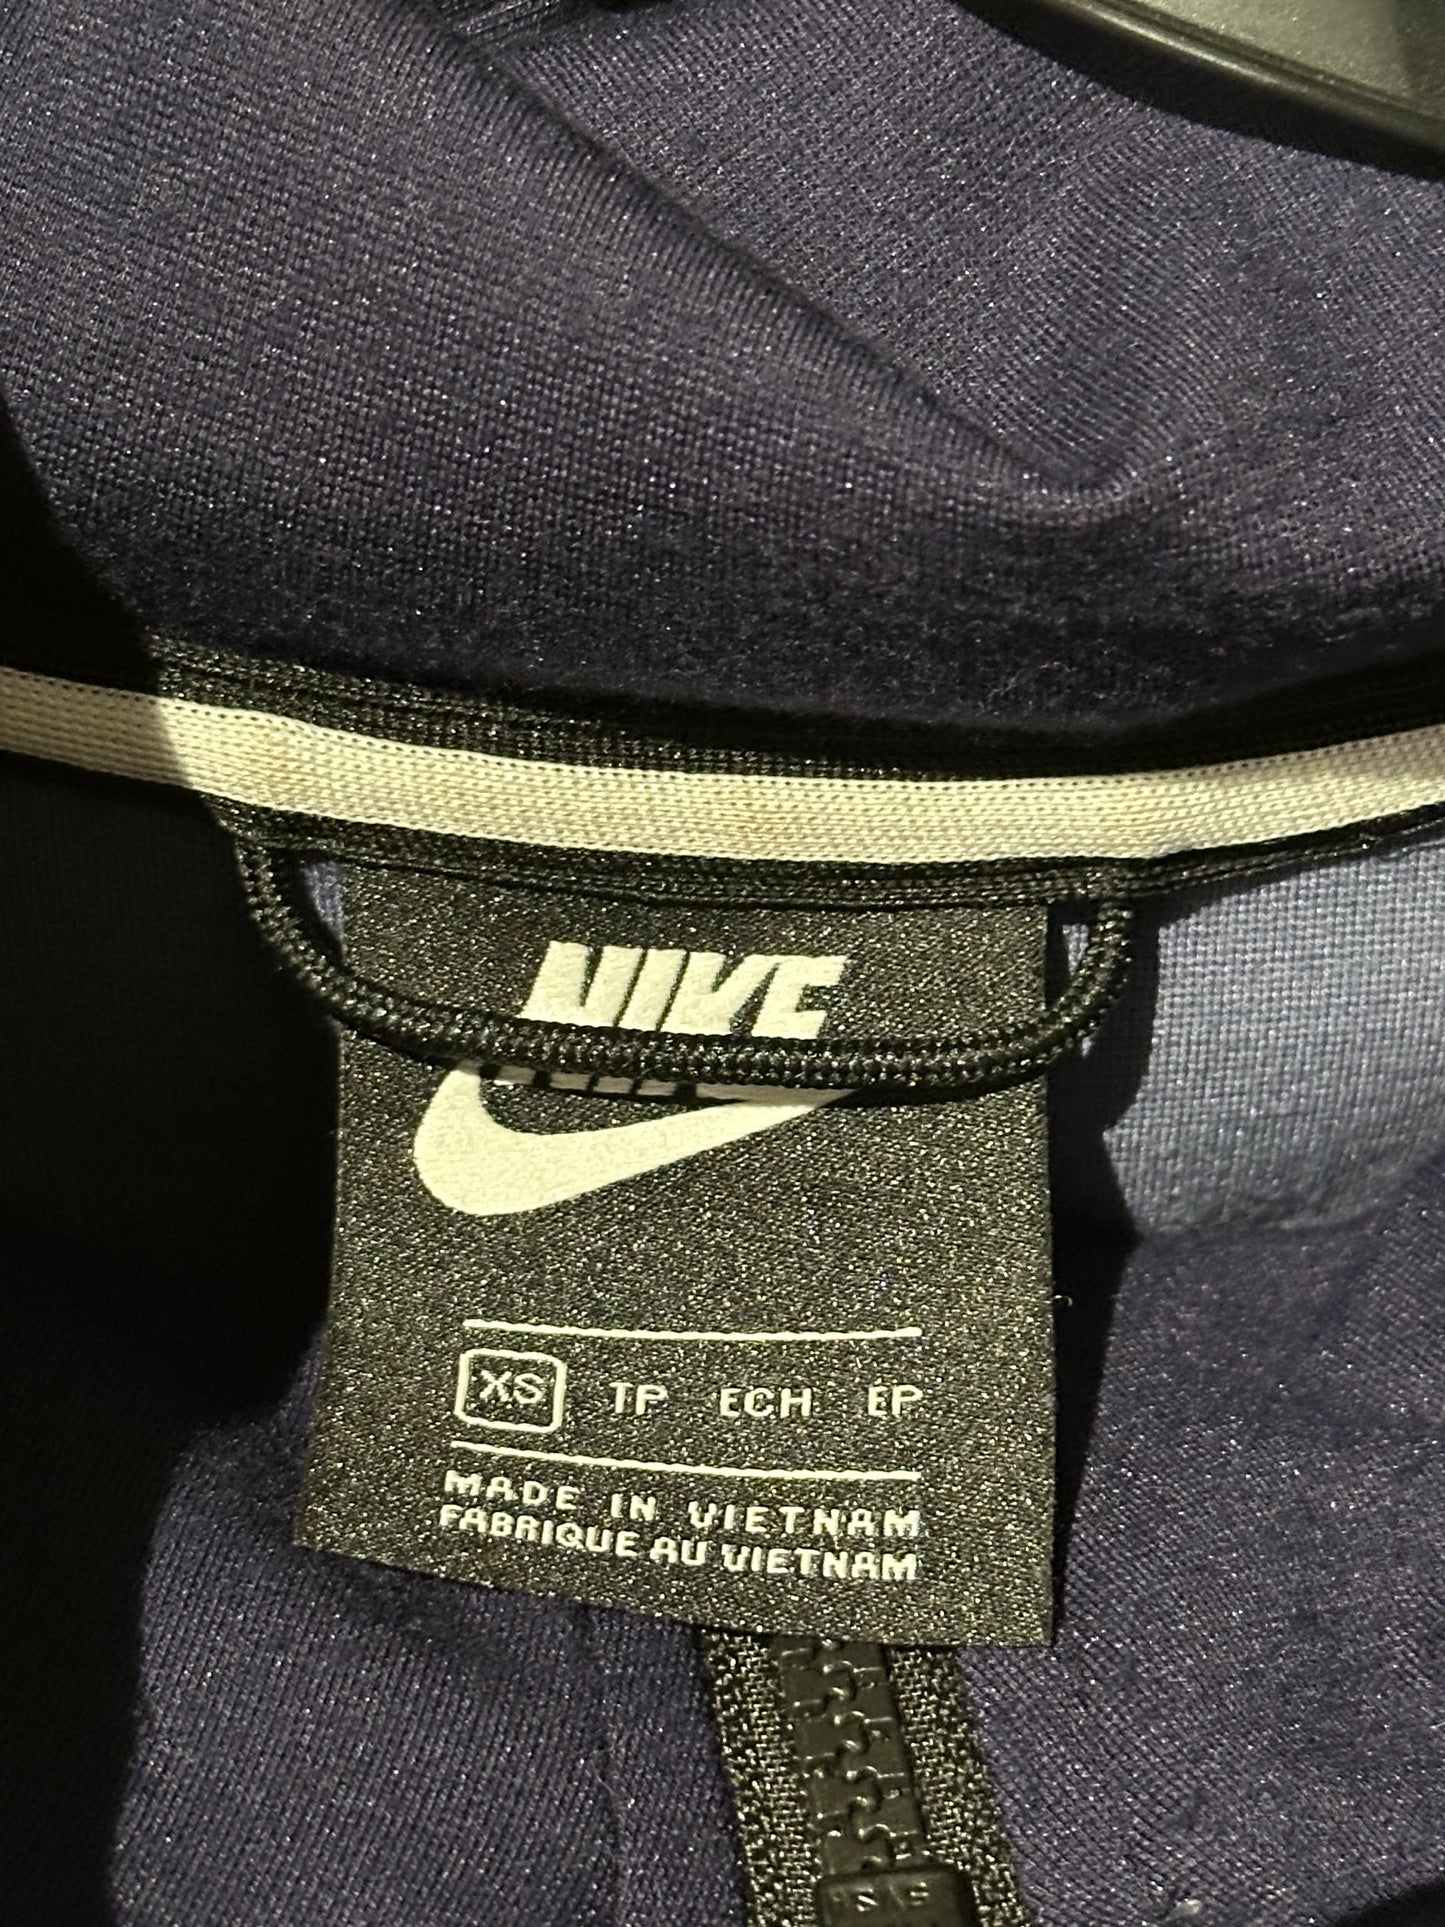 NIKE
XS TP ECH EP
MADE IN VIETNAM
FABRIQUE AU VIETNAM